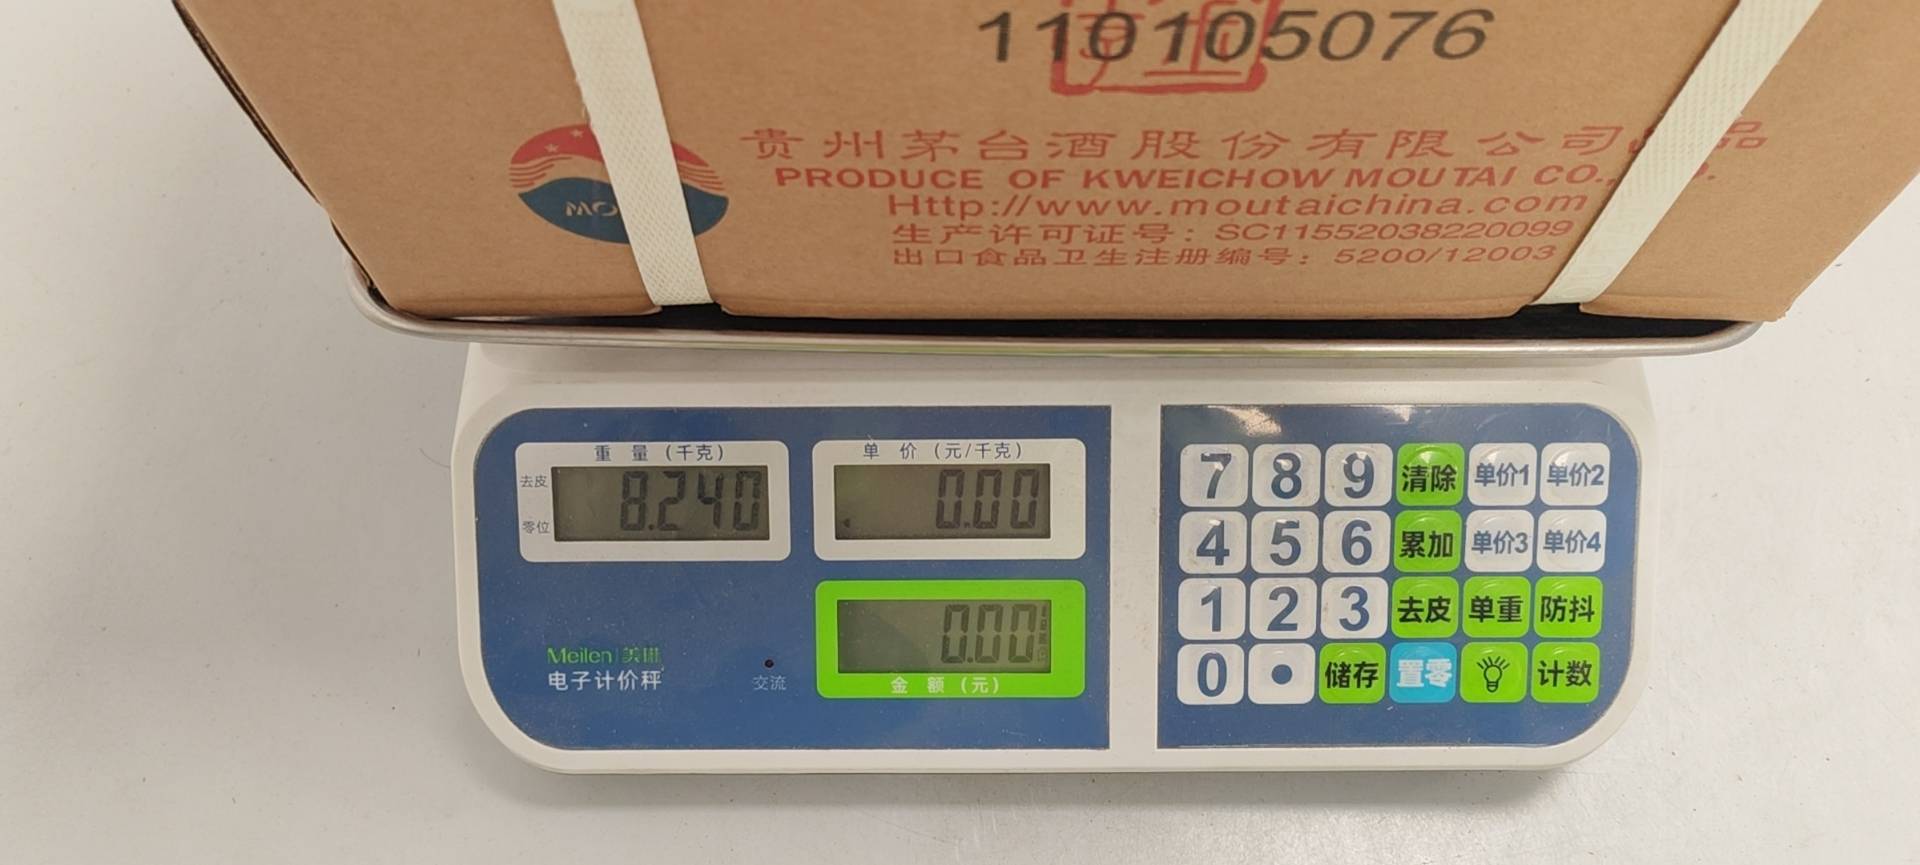 110105076
贵州茅台酒股份有限公司 品
PRODUCE OF KWEICHOW MOUTAI CO.,
Http://www.moutaichina.com
生产许可证号: SC11552038220099
出口食品卫生注册编号: 5200/12003
MO
重量(千克)
去皮
零位
8.240
单价(元/千克)
0.00
0.00
金额(元)
Meilen 美琳
电子计价秤
交流
7 8 9 清除 单价1 单价2
4 5 6 累加 单价3 单价4
1 2 3 去皮 单重 防抖
0 • 储存 置零 计数